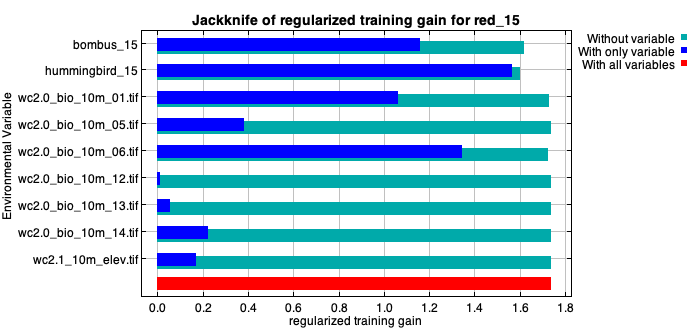 Jackknife of regularized training gain for red_15
Without variable
With only variable
With all variables
Environmental Variable
bombus_15
hummingbird_15
wc2.0_bio_10m_01.tif
wc2.0_bio_10m_05.tif
wc2.0_bio_10m_06.tif
wc2.0_bio_10m_12.tif
wc2.0_bio_10m_13.tif
wc2.0_bio_10m_14.tif
wc2.1_10m_elev.tif
0.0 0.2 0.4 0.6 0.8 1.0 1.2 1.4 1.6 1.8
regularized training gain